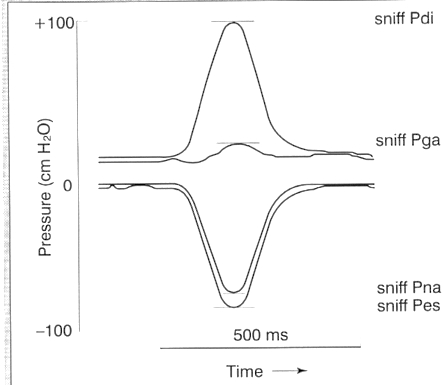 +100
sniff Pdi
sniff Pga
Pressure (cm H₂O)
0
sniff Pna
sniff Pes
−100
500 ms
Time